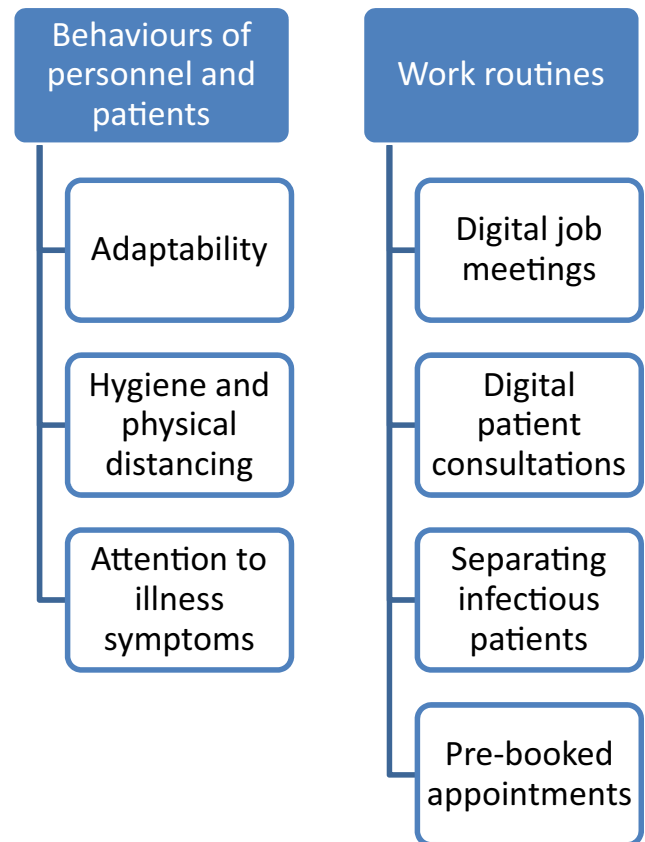 Behaviours of
personnel and
patients
Adaptability
Hygiene and
physical
distancing
Attention to
illness
symptoms
Work routines
Digital job
meetings
Digital
patient
consultations
Separating
infectious
patients
Pre-booked
appointments